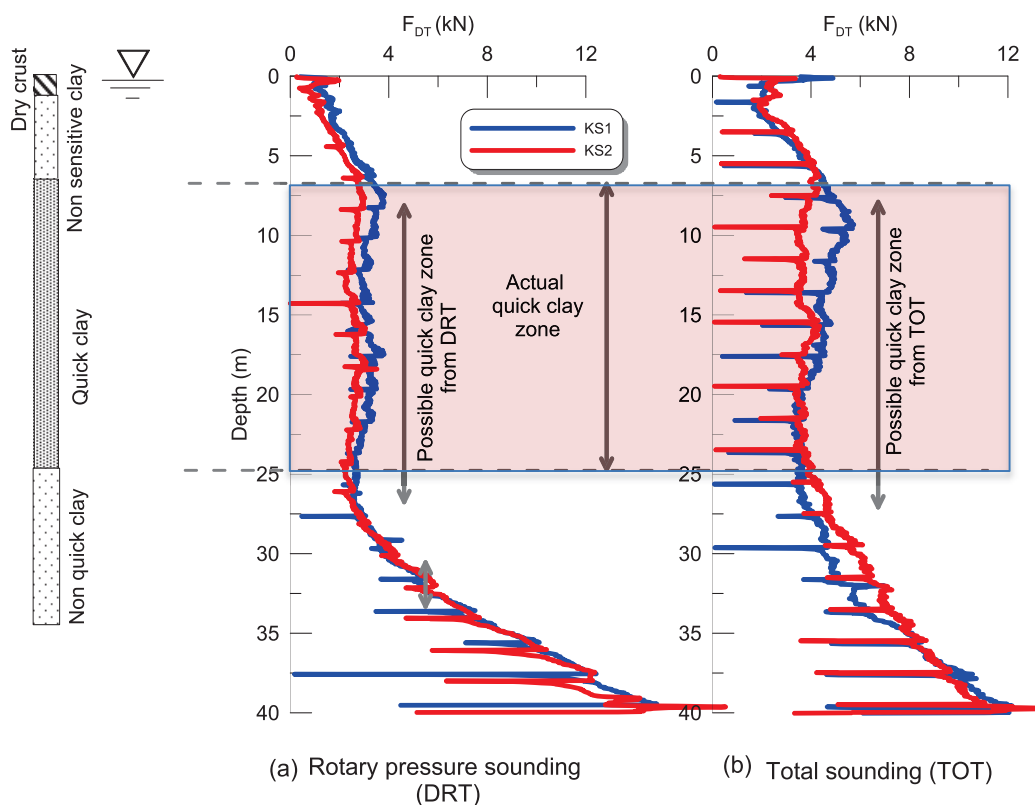 Dry crust
Non sensitive clay
Quick clay
Non quick clay
F_DT (kN)
0 4 8 12
0
5
10
15
20
25
30
35
40
Depth (m)
KS1
KS2
Possible quick clay zone
from DRT
Actual
quick clay
zone
(a) Rotary pressure sounding
(DRT)
F_DT (kN)
0 4 8 12
0
5
10
15
20
25
30
35
40
Possible quick clay zone
from TOT
(b) Total sounding (TOT)